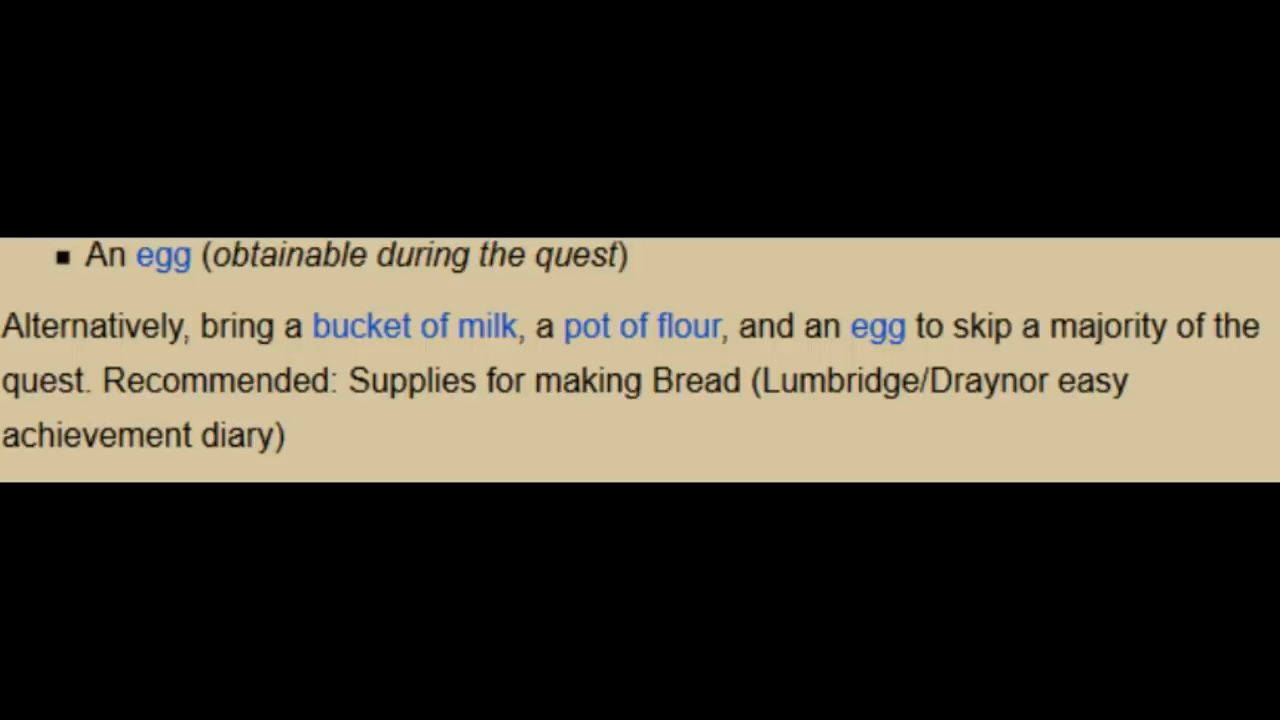 ▪ An egg (obtainable during the quest)
Alternatively, bring a bucket of milk, a pot of flour, and an egg to skip a majority of the
quest. Recommended: Supplies for making Bread (Lumbridge/Draynor easy
achievement diary)